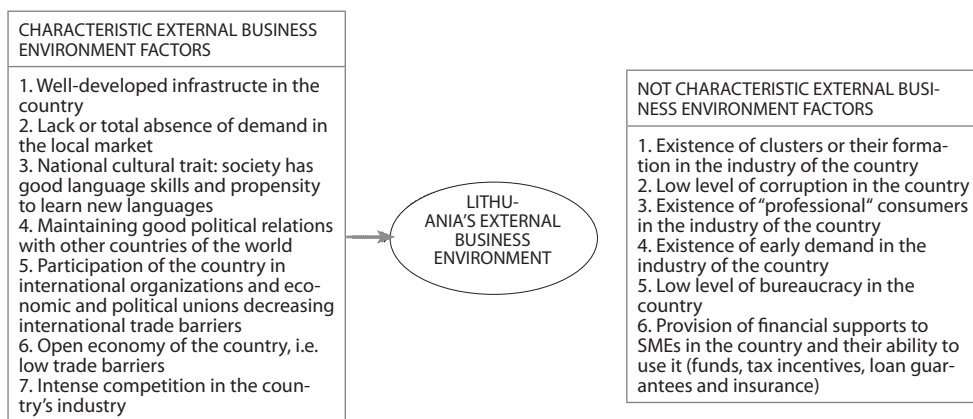 CHARACTERISTIC EXTERNAL BUSINESS
ENVIRONMENT FACTORS
1. Well-developed infrastructe in the
country
2. Lack or total absence of demand in
the local market
3. National cultural trait: society has
good language skills and propensity
to learn new languages
4. Maintaining good political relations
with other countries of the world
5. Participation of the country in
international organizations and eco-
nomic and political unions decreasing
international trade barriers
6. Open economy of the country, i.e.
low trade barriers
7. Intense competition in the coun-
try’s industry
LITHU-
ANIA’S EXTERNAL
BUSINESS
ENVIRONMENT
NOT CHARACTERISTIC EXTERNAL BUSI-
NESS ENVIRONMENT FACTORS
1. Existence of clusters or their forma-
tion in the industry of the country
2. Low level of corruption in the country
3. Existence of “professional“ consumers
in the industry of the country
4. Existence of early demand in the
industry of the country
5. Low level of bureaucracy in the
country
6. Provision of financial supports to
SMEs in the country and their ability to
use it (funds, tax incentives, loan guar-
antees and insurance)